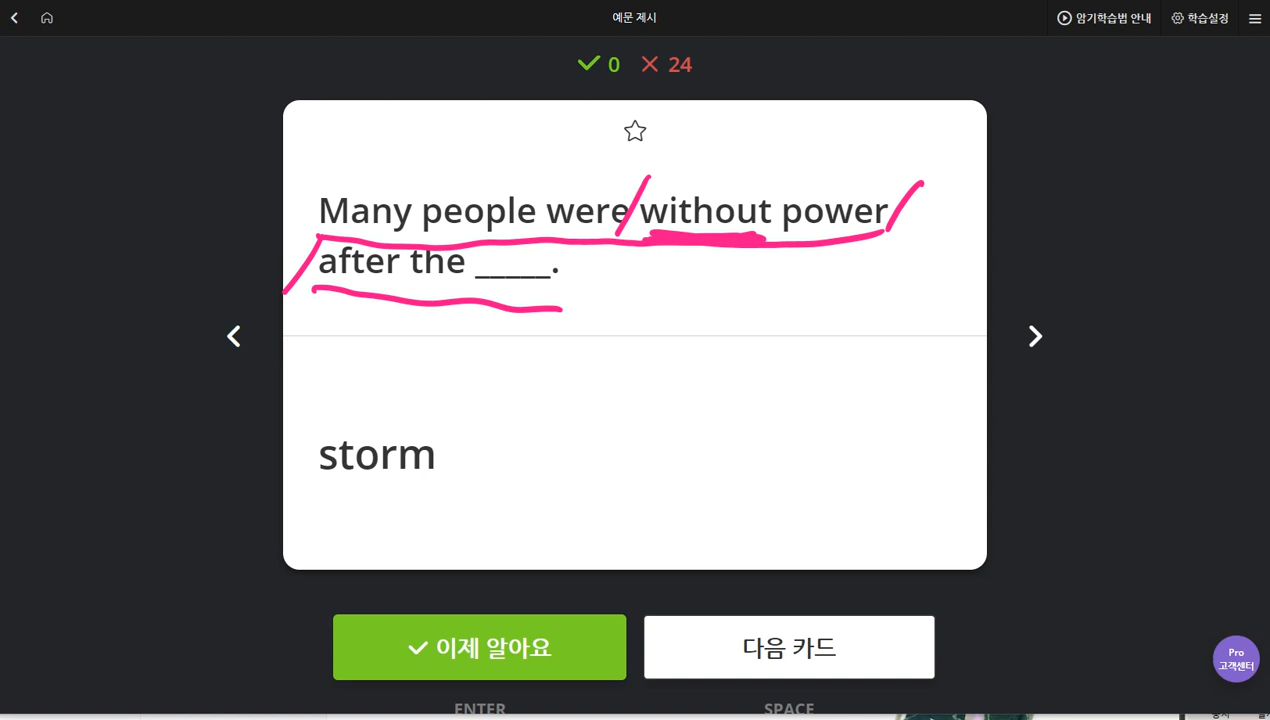 예문 제시
암기학습법 안내
학습설정
0
24
Many people were without power
after the _____.
storm
이제 알아요
다음 카드
Pro
고객센터
ENTER
SPACE